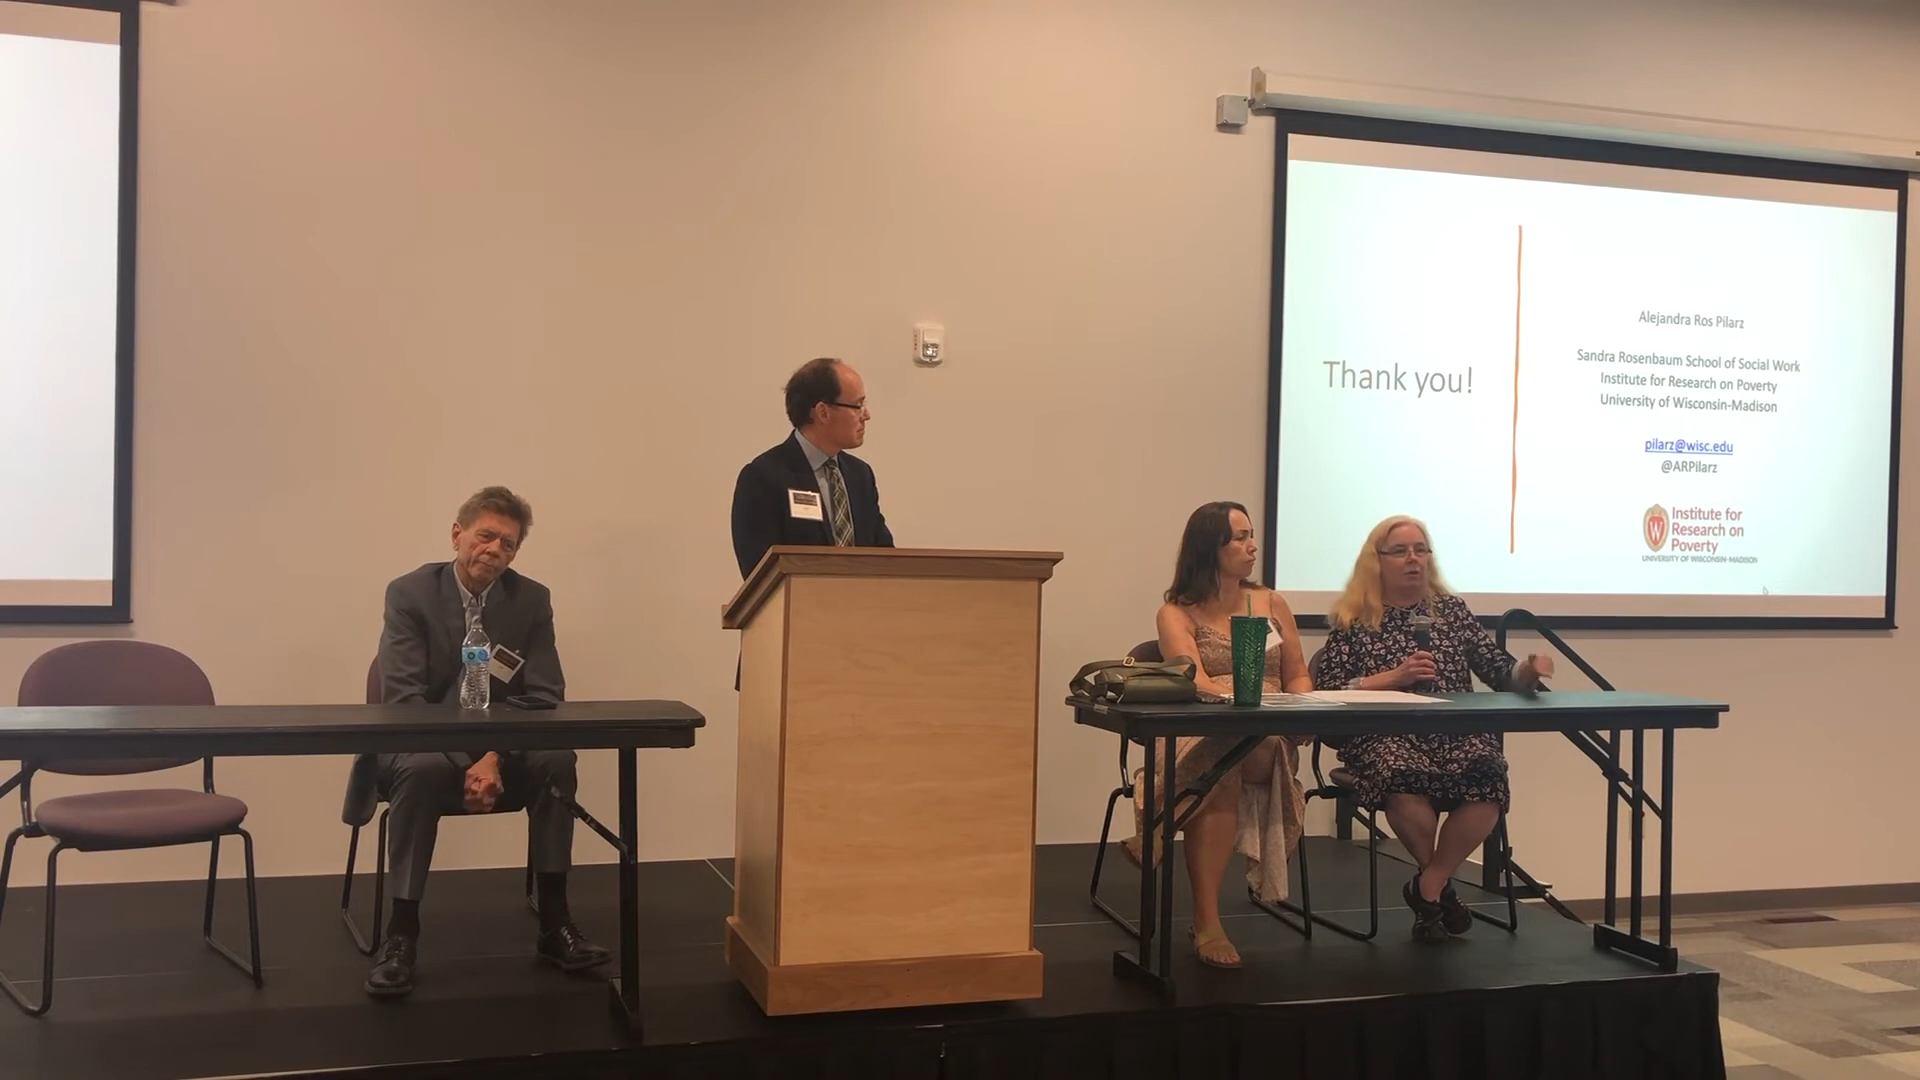 Thank you!
Alejandra Ros Pilarz
Sandra Rosenbaum School of Social Work
Institute for Research on Poverty
University of Wisconsin-Madison
pilarz@wisc.edu
@ARPilarz
W
Institute for
Research on
Poverty
UNIVERSITY OF WISCONSIN-MADISON